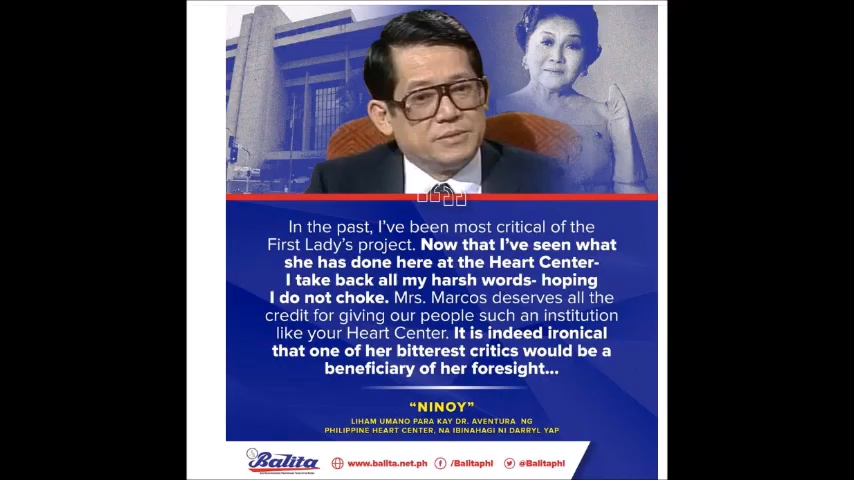 In the past, I've been most critical of the
First Lady's project. Now that I've seen what
she has done here at the Heart Center-
I take back all my harsh words- hoping
I do not choke. Mrs. Marcos deserves all the
credit for giving our people such an institution
like your Heart Center. It is indeed ironical
that one of her bitterest critics would be a
beneficiary of her foresight...
“NINOY”
LIHAM UMANO PARA KAY DR. AVENTURA NG
PHILIPPINE HEART CENTER, NA IBINAHAGI NI DARRYL YAP
Balita
www.balita.net.ph
/Balitaphl
@Balitaphl